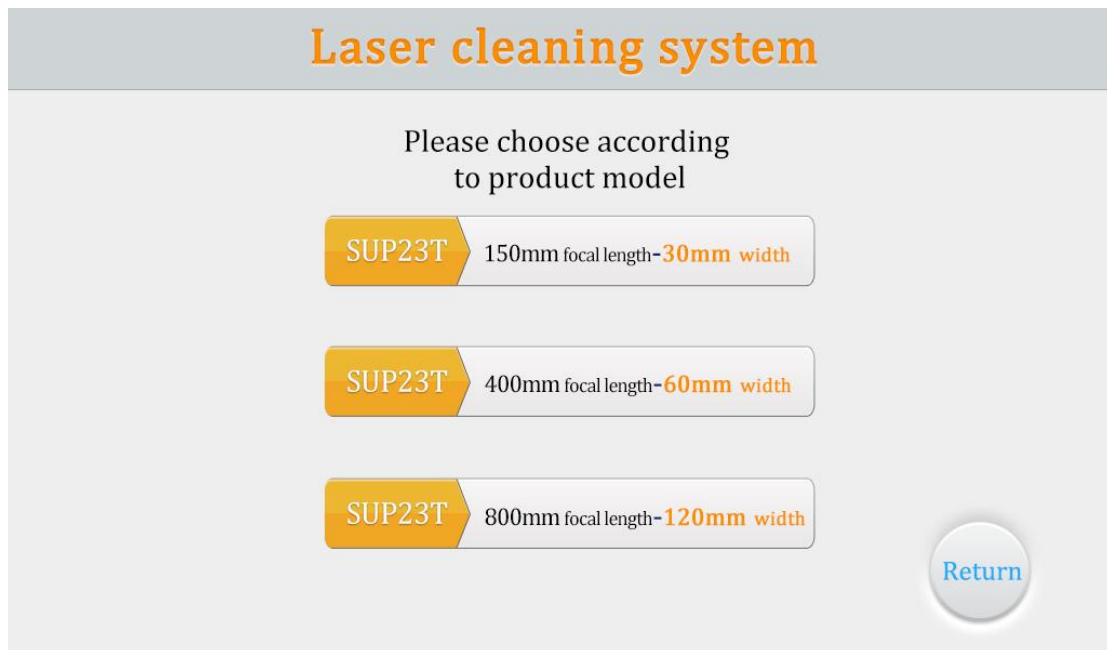 Laser cleaning system
Please choose according
to product model
SUP23T 150mm focal length-30mm width
SUP23T 400mm focal length-60mm width
SUP23T 800mm focal length-120mm width
Return